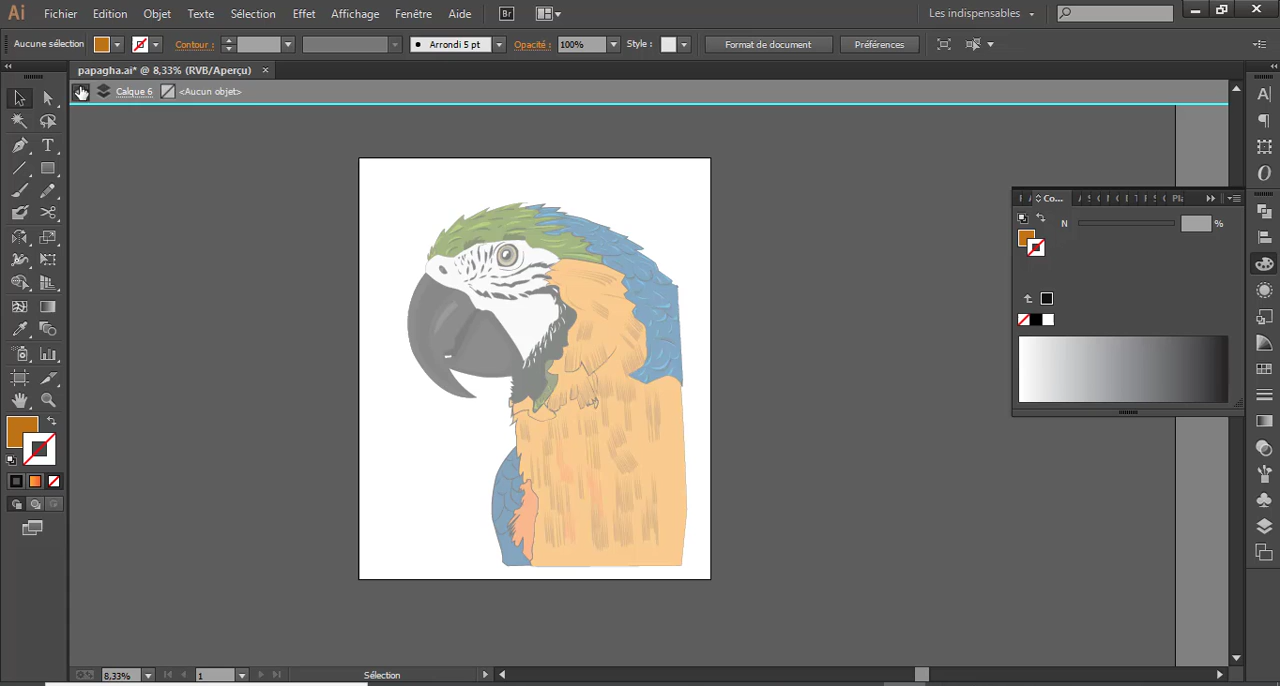 Ai Fichier Edition Objet Texte Sélection Effet Affichage Fenêtre Aide Br Les indispensables
Aucune sélection Contour : Arrondi 5 pt Opacité : 100% Style : Format de document Préférences
papagha.ai* @ 8,33% (RVB/Aperçu) ×
Calque 6 <Aucun objet>
Co...
N %
8,33% 1 Sélection